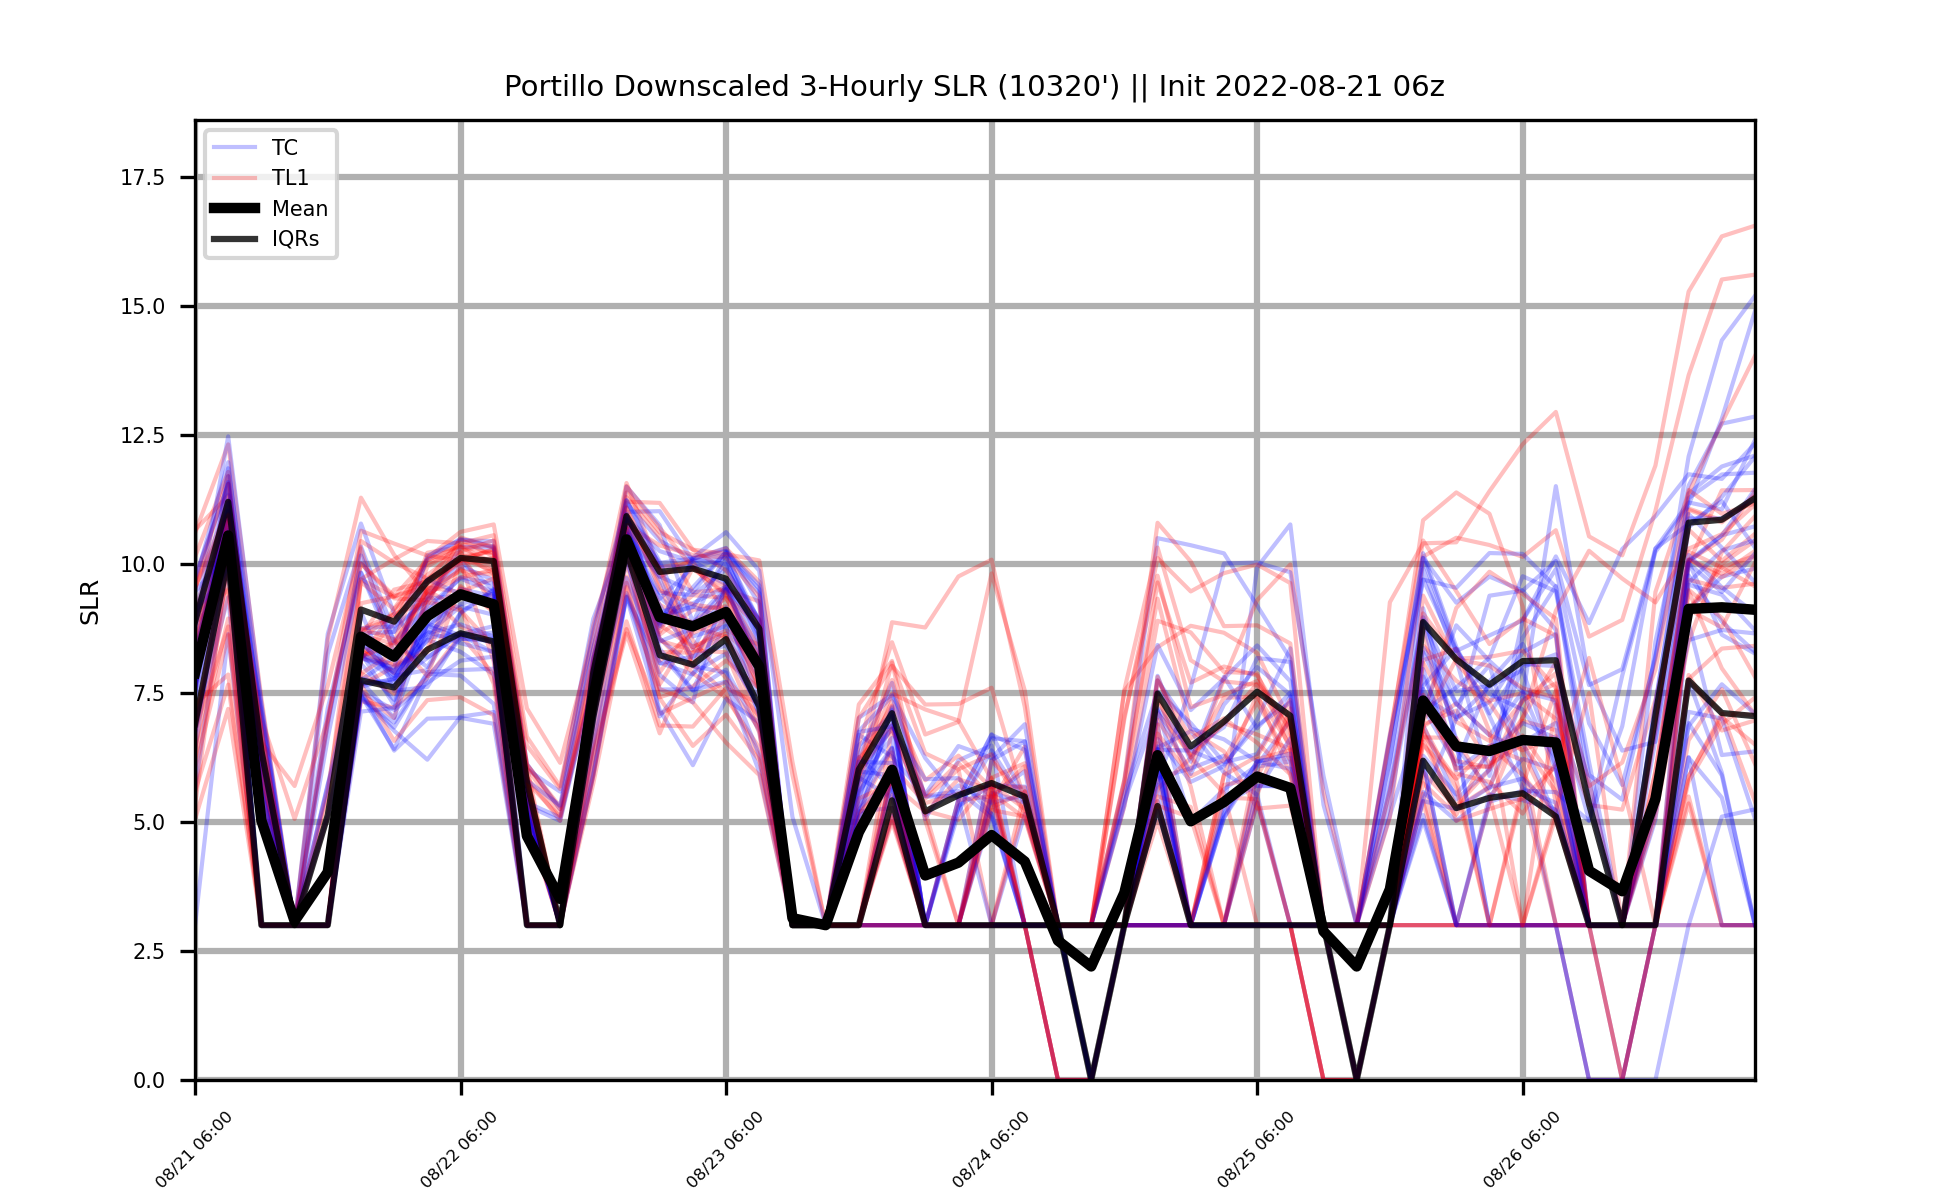 Portillo Downscaled 3-Hourly SLR (10320') || Init 2022-08-21 06z
TC
TL1
Mean
IQRs
SLR
17.5
15.0
12.5
10.0
7.5
5.0
2.5
0.0
08/21 06:00
08/22 06:00
08/23 06:00
08/24 06:00
08/25 06:00
08/26 06:00